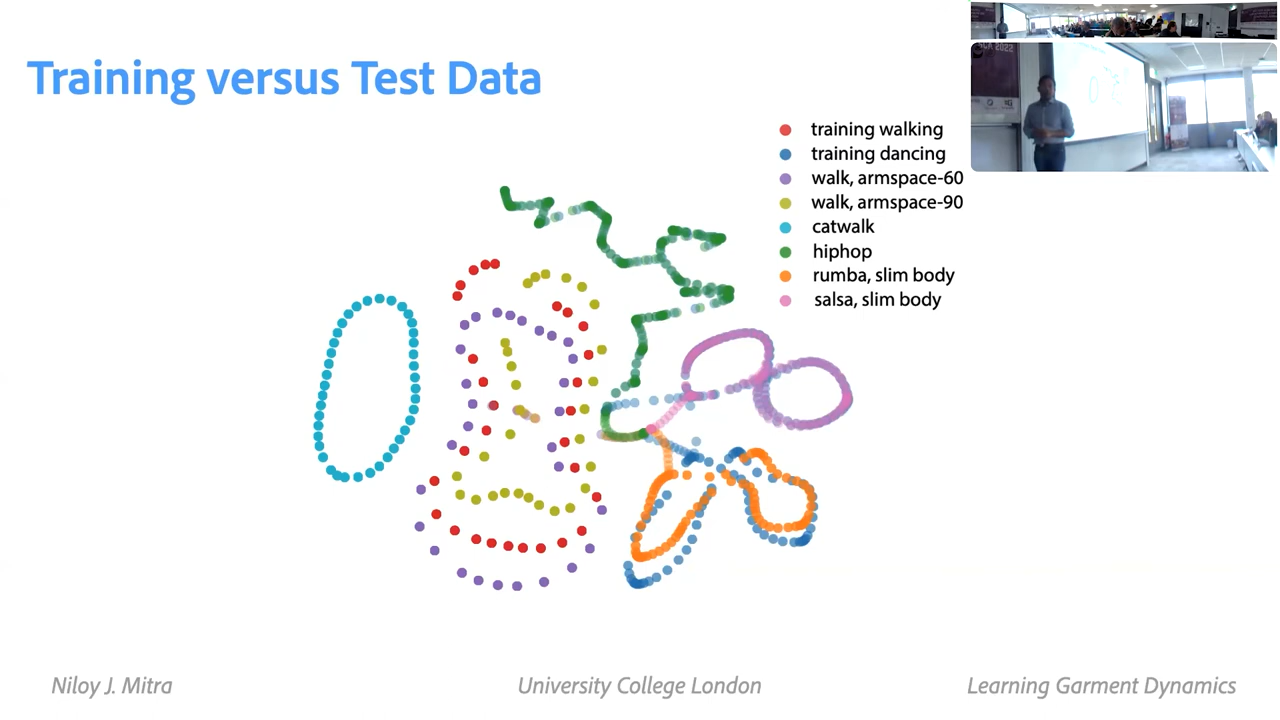 Training versus Test Data
training walking
training dancing
walk, armspace-60
walk, armspace-90
catwalk
hiphop
rumba, slim body
salsa, slim body
Niloy J. Mitra
University College London
Learning Garment Dynamics